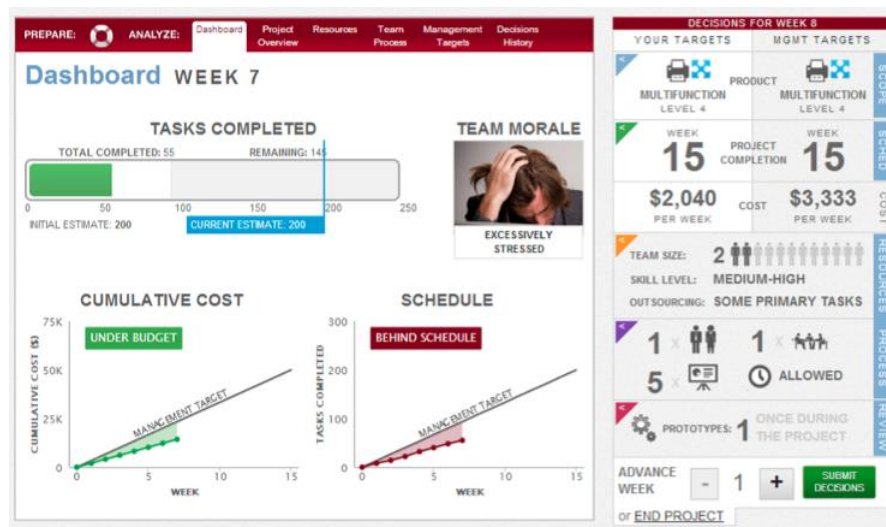 PREPARE:
ANALYZE:
Dashboard
Project Overview
Resources
Team Process
Management Targets
Decisions History
Dashboard WEEK 7
TASKS COMPLETED
TOTAL COMPLETED: 55
REMAINING: 145
0 50 100 150 200 250
INITIAL ESTIMATE: 200
CURRENT ESTIMATE: 200
TEAM MORALE
EXCESSIVELY
STRESSED
CUMULATIVE COST
CUMULATIVE COST ($)
75K
50K
25K
0
UNDER BUDGET
MANAGEMENT TARGET
0 5 10 15
WEEK
SCHEDULE
TASKS COMPLETED
300
200
100
0
BEHIND SCHEDULE
MANAGEMENT TARGET
0 5 10 15
WEEK
DECISIONS FOR WEEK 8
YOUR TARGETS MGMT TARGETS
PRODUCT
MULTIFUNCTION MULTIFUNCTION
LEVEL 4 LEVEL 4
SCOPE
WEEK WEEK
15 PROJECT COMPLETION 15
SCHED
$2,040 COST $3,333
PER WEEK PER WEEK
COST
TEAM SIZE: 2
SKILL LEVEL: MEDIUM-HIGH
OUTSOURCING: SOME PRIMARY TASKS
RESOURCES
1 x 1 x
5 x ALLOWED
PROCESS
PROTOTYPES: 1 ONCE DURING
THE PROJECT
REVIEW
ADVANCE
WEEK
- 1 +
SUBMIT
DECISIONS
or END PROJECT